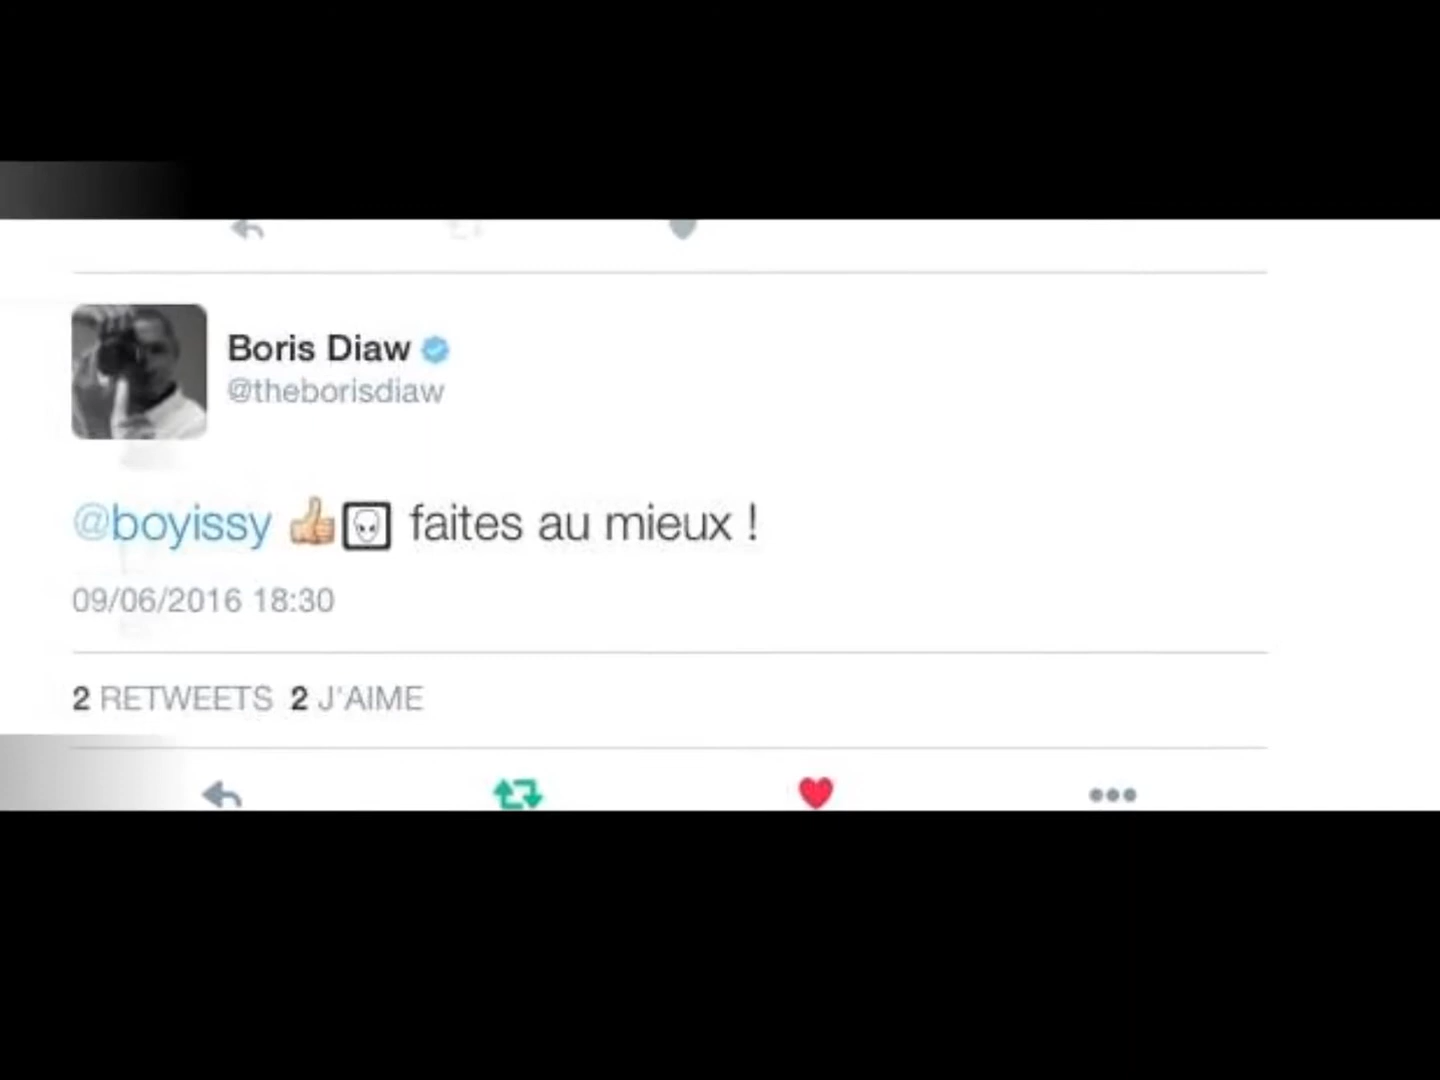 Boris Diaw
@theborisdiaw
@boyissy 👍 faites au mieux !
09/06/2016 18:30
2 RETWEETS 2 J'AIME